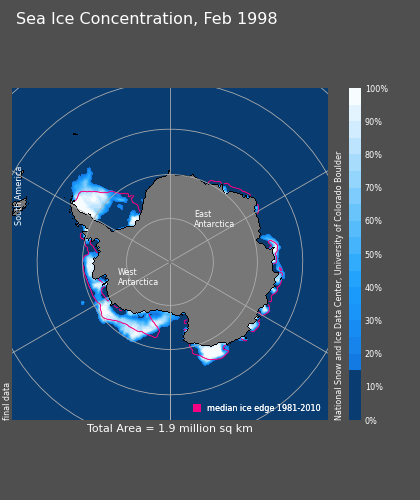 Sea Ice Concentration, Feb 1998
South America
East
Antarctica
West
Antarctica
final data
median ice edge 1981-2010
Total Area = 1.9 million sq km
National Snow and Ice Data Center, University of Colorado Boulder
100%
90%
80%
70%
60%
50%
40%
30%
20%
10%
0%